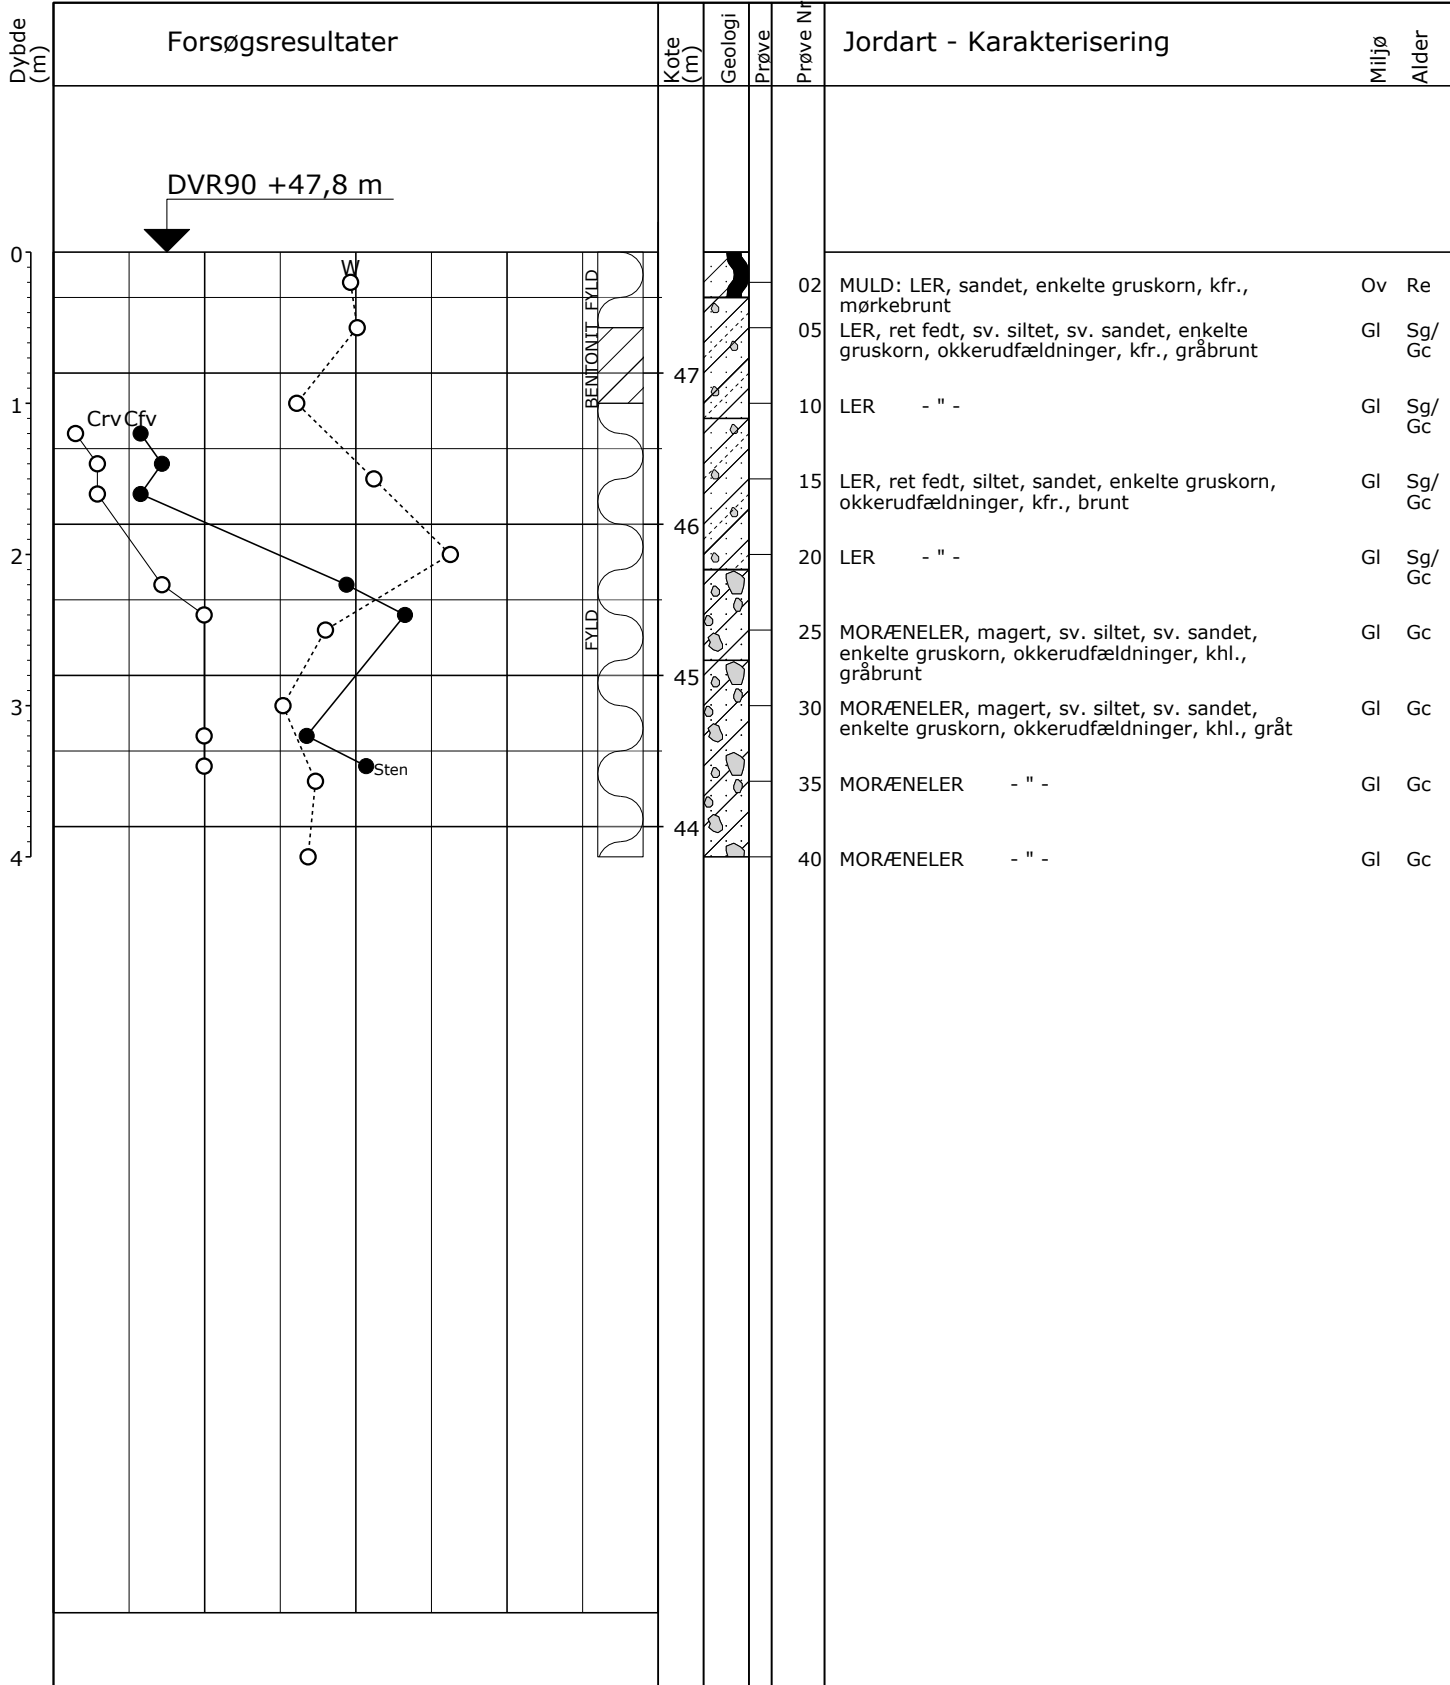 Dybde
(m)
Forsøgsresultater
Kote
(m)
Geologi
Prøve
Prøve Nr
Jordart - Karakterisering
Miljø
Alder
DVR90 +47,8 m
0
1
2
3
4
W
Crv Cfv
Sten
FYLD
BENTONIT
FYLD
47
46
45
44
02 MULD: LER, sandet, enkelte gruskorn, kfr., Ov Re
mørkebrunt
05 LER, ret fedt, sv. siltet, sv. sandet, enkelte Gl Sg/
gruskorn, okkerudfældninger, kfr., gråbrunt Gc
10 LER - " - Gl Sg/
Gc
15 LER, ret fedt, siltet, sandet, enkelte gruskorn, Gl Sg/
okkerudfældninger, kfr., brunt Gc
20 LER - " - Gl Sg/
Gc
25 MORÆNELER, magert, sv. siltet, sv. sandet, Gl Gc
enkelte gruskorn, okkerudfældninger, khl.,
gråbrunt
30 MORÆNELER, magert, sv. siltet, sv. sandet, Gl Gc
enkelte gruskorn, okkerudfældninger, khl., gråt
35 MORÆNELER - " - Gl Gc
40 MORÆNELER - " - Gl Gc